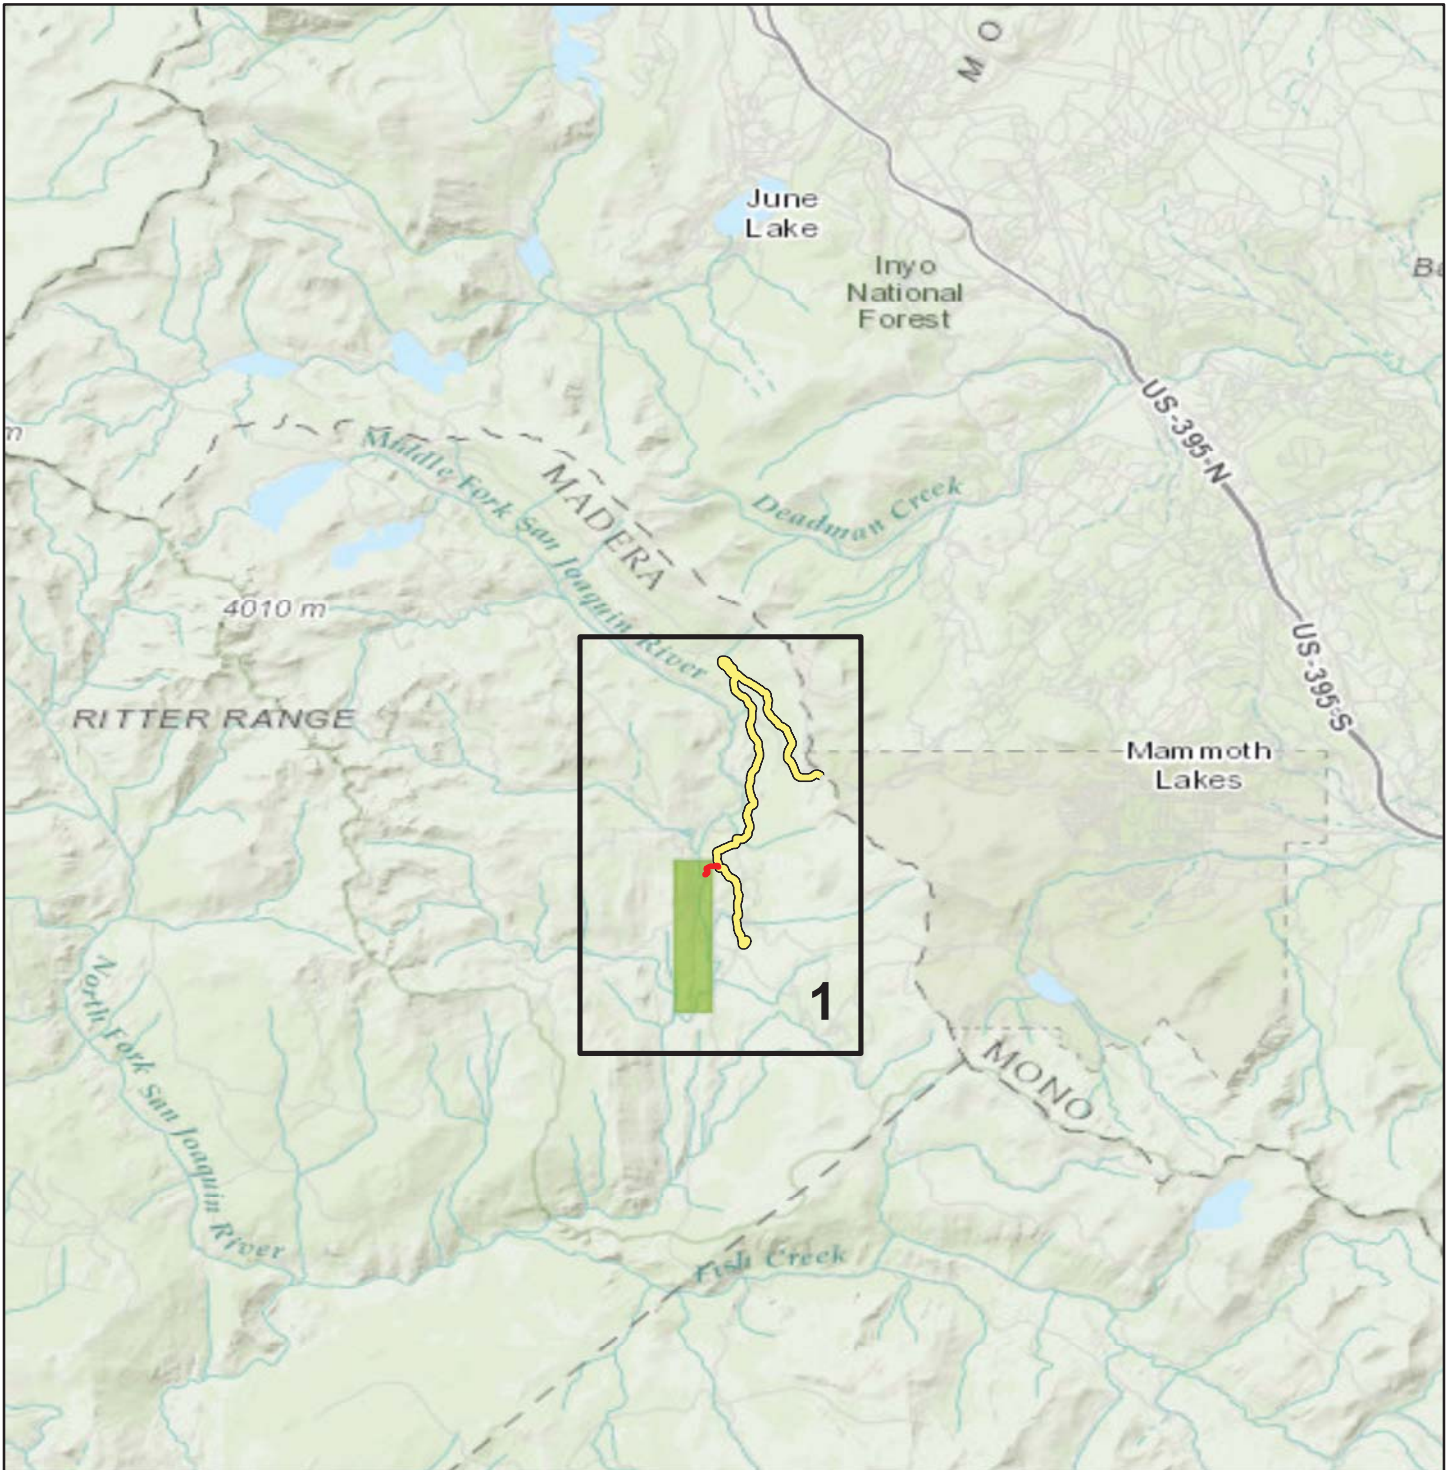 M O
June
Lake
Inyo
National
Forest
Ba
US-395-N
m
Middle Fork San Joaquin River
MADERA
Deadman Creek
4010 m
US-395-S
RITTER RANGE
Mammoth
Lakes
1
North Fork San Joaquin River
MONO
Fish Creek